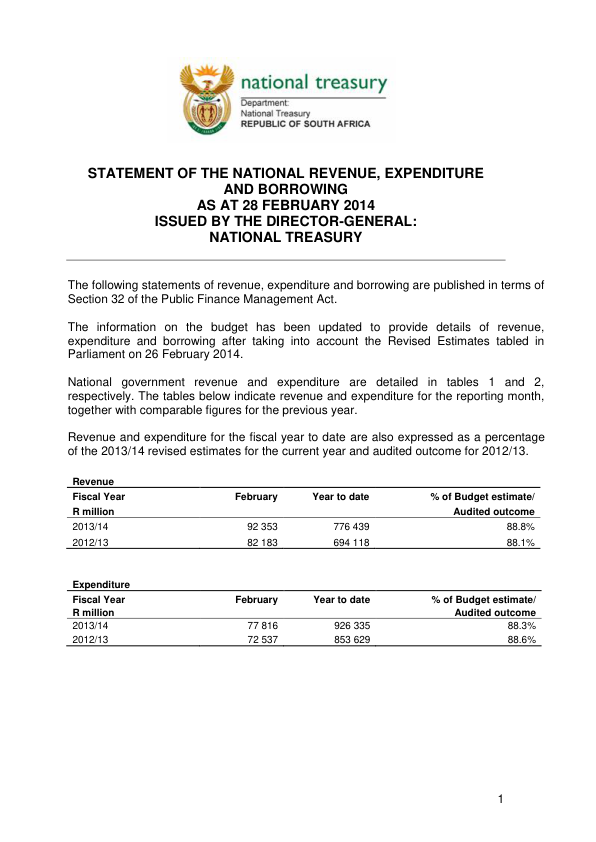 national treasury
Department:
National Treasury
REPUBLIC OF SOUTH AFRICA
STATEMENT OF THE NATIONAL REVENUE, EXPENDITURE
AND BORROWING
AS AT 28 FEBRUARY 2014
ISSUED BY THE DIRECTOR-GENERAL:
NATIONAL TREASURY
The following statements of revenue, expenditure and borrowing are published in terms of
Section 32 of the Public Finance Management Act.
The information on the budget has been updated to provide details of revenue,
expenditure and borrowing after taking into account the Revised Estimates tabled in
Parliament on 26 February 2014.
National government revenue and expenditure are detailed in tables 1 and 2,
respectively. The tables below indicate revenue and expenditure for the reporting month,
together with comparable figures for the previous year.
Revenue and expenditure for the fiscal year to date are also expressed as a percentage
of the 2013/14 revised estimates for the current year and audited outcome for 2012/13.
Revenue
Fiscal Year February Year to date % of Budget estimate/
R million Audited outcome
2013/14 92 353 776 439 88.8%
2012/13 82 183 694 118 88.1%
Expenditure
Fiscal Year February Year to date % of Budget estimate/
R million Audited outcome
2013/14 77 816 926 335 88.3%
2012/13 72 537 853 629 88.6%
1